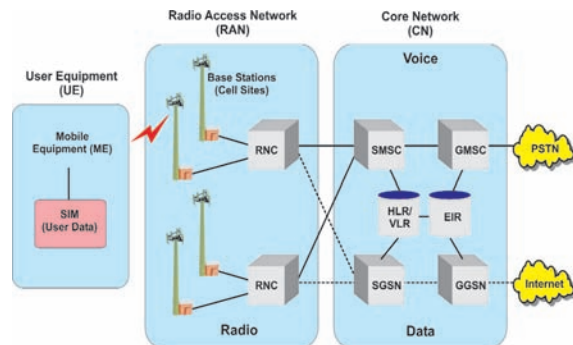 Radio Access Network
(RAN)
Core Network
(CN)
User Equipment
(UE)
Base Stations
(Cell Sites)
Voice
Mobile
Equipment (ME)
RNC
SMSC
GMSC
PSTN
SIM
(User Data)
HLR/
VLR
EIR
RNC
SGSN
GGSN
Internet
Radio
Data